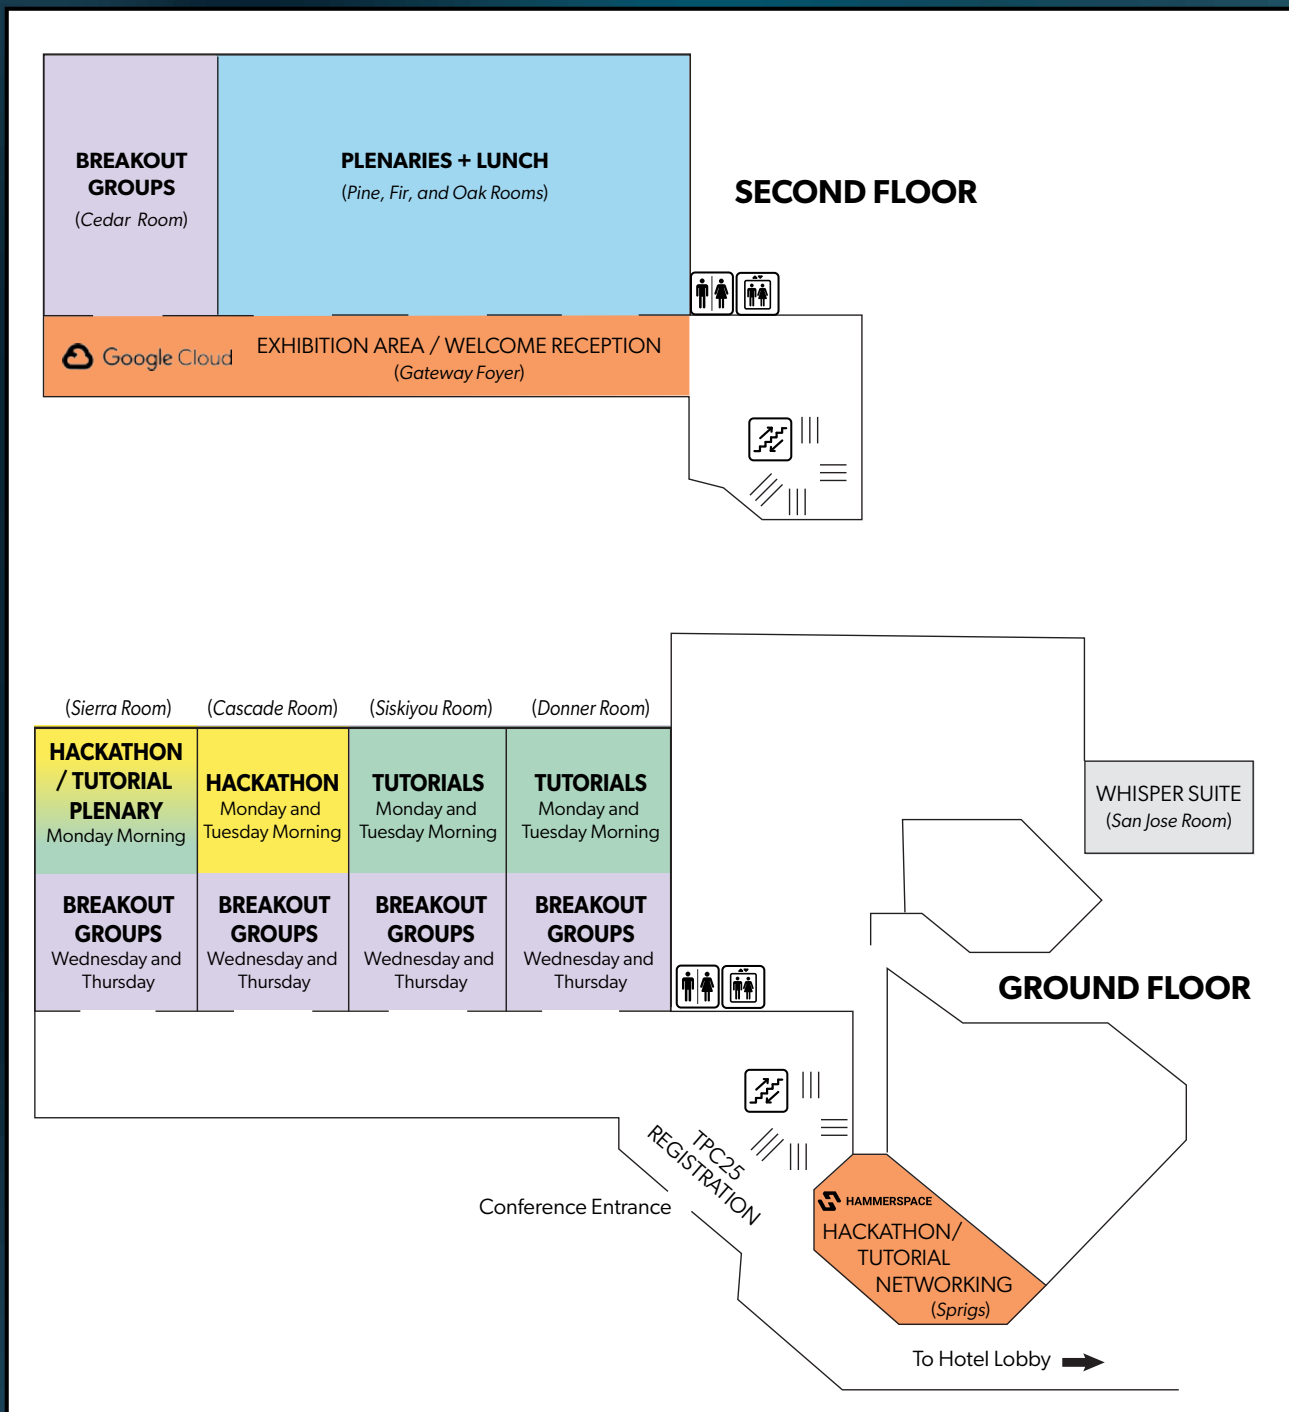 BREAKOUT
GROUPS
(Cedar Room)
PLENARIES + LUNCH
(Pine, Fir, and Oak Rooms)
SECOND FLOOR
Google Cloud
EXHIBITION AREA / WELCOME RECEPTION
(Gateway Foyer)
(Sierra Room)
(Cascade Room)
(Siskiyou Room)
(Donner Room)
HACKATHON
/ TUTORIAL
PLENARY
Monday Morning
HACKATHON
Monday and
Tuesday Morning
TUTORIALS
Monday and
Tuesday Morning
TUTORIALS
Monday and
Tuesday Morning
WHISPER SUITE
(San Jose Room)
BREAKOUT
GROUPS
Wednesday and
Thursday
BREAKOUT
GROUPS
Wednesday and
Thursday
BREAKOUT
GROUPS
Wednesday and
Thursday
BREAKOUT
GROUPS
Wednesday and
Thursday
GROUND FLOOR
TPC25
REGISTRATION
Conference Entrance
HAMMERSPACE
HACKATHON/
TUTORIAL
NETWORKING
(Sprigs)
To Hotel Lobby